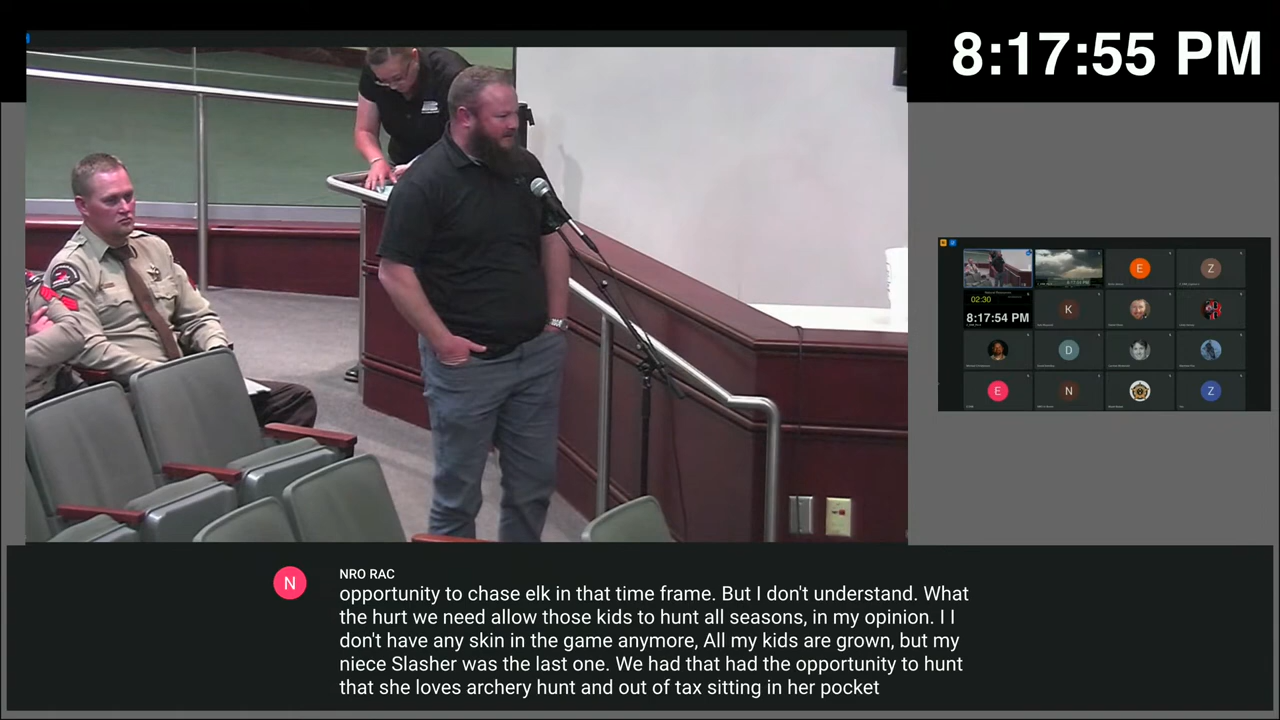 8:17:55 PM
02:30
8:17:54 PM
E
Z
K
D
E
N
Z
N
NRO RAC
opportunity to chase elk in that time frame. But I don't understand. What
the hurt we need allow those kids to hunt all seasons, in my opinion. I I
don't have any skin in the game anymore, All my kids are grown, but my
niece Slasher was the last one. We had that had the opportunity to hunt
that she loves archery hunt and out of tax sitting in her pocket